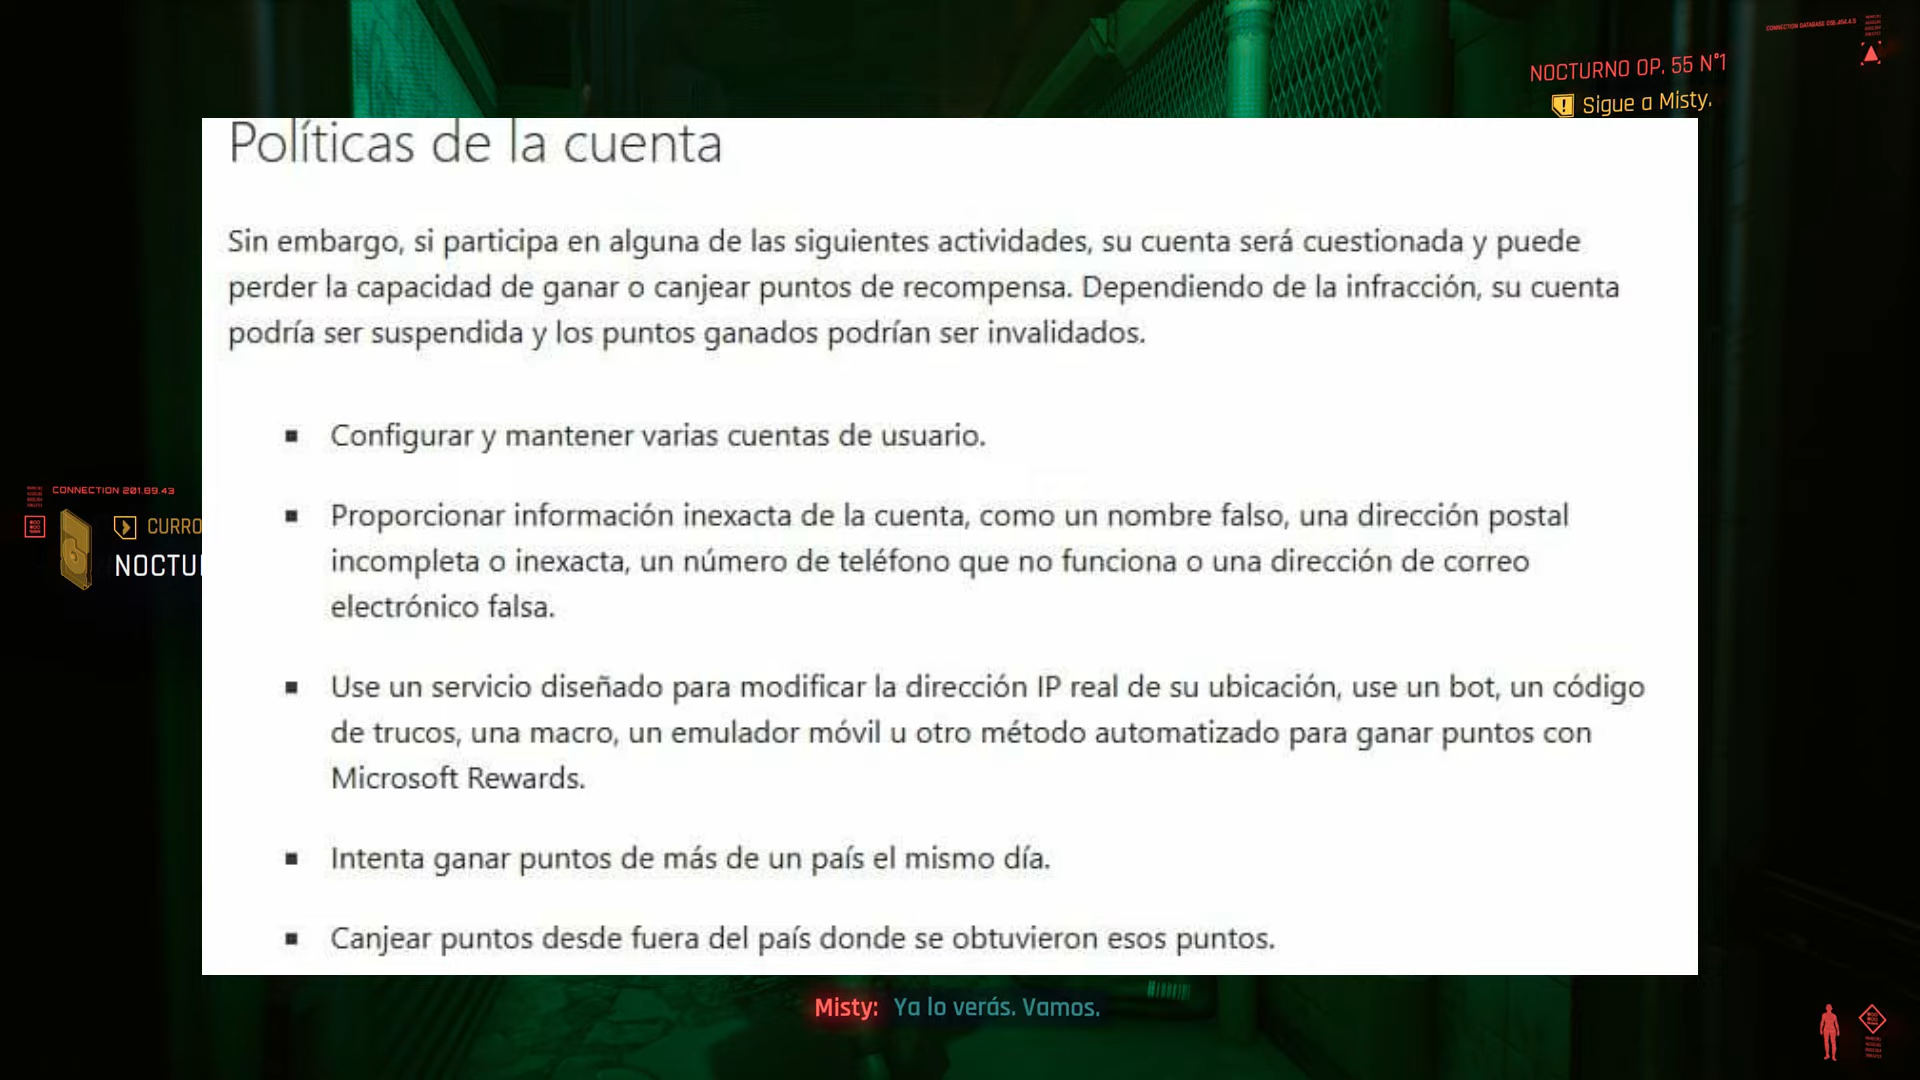 CONNECTION DATABASE
NOCTURNO OP. 55 N°1
Sigue a Misty.
Políticas de la cuenta
Sin embargo, si participa en alguna de las siguientes actividades, su cuenta será cuestionada y puede
perder la capacidad de ganar o canjear puntos de recompensa. Dependiendo de la infracción, su cuenta
podría ser suspendida y los puntos ganados podrían ser invalidados.
▪ Configurar y mantener varias cuentas de usuario.
▪ Proporcionar información inexacta de la cuenta, como un nombre falso, una dirección postal
incompleta o inexacta, un número de teléfono que no funciona o una dirección de correo
electrónico falsa.
▪ Use un servicio diseñado para modificar la dirección IP real de su ubicación, use un bot, un código
de trucos, una macro, un emulador móvil u otro método automatizado para ganar puntos con
Microsoft Rewards.
▪ Intenta ganar puntos de más de un país el mismo día.
▪ Canjear puntos desde fuera del país donde se obtuvieron esos puntos.
CONNECTION 201.89.43
CURRO
NOCTU
Misty: Ya lo verás. Vamos.